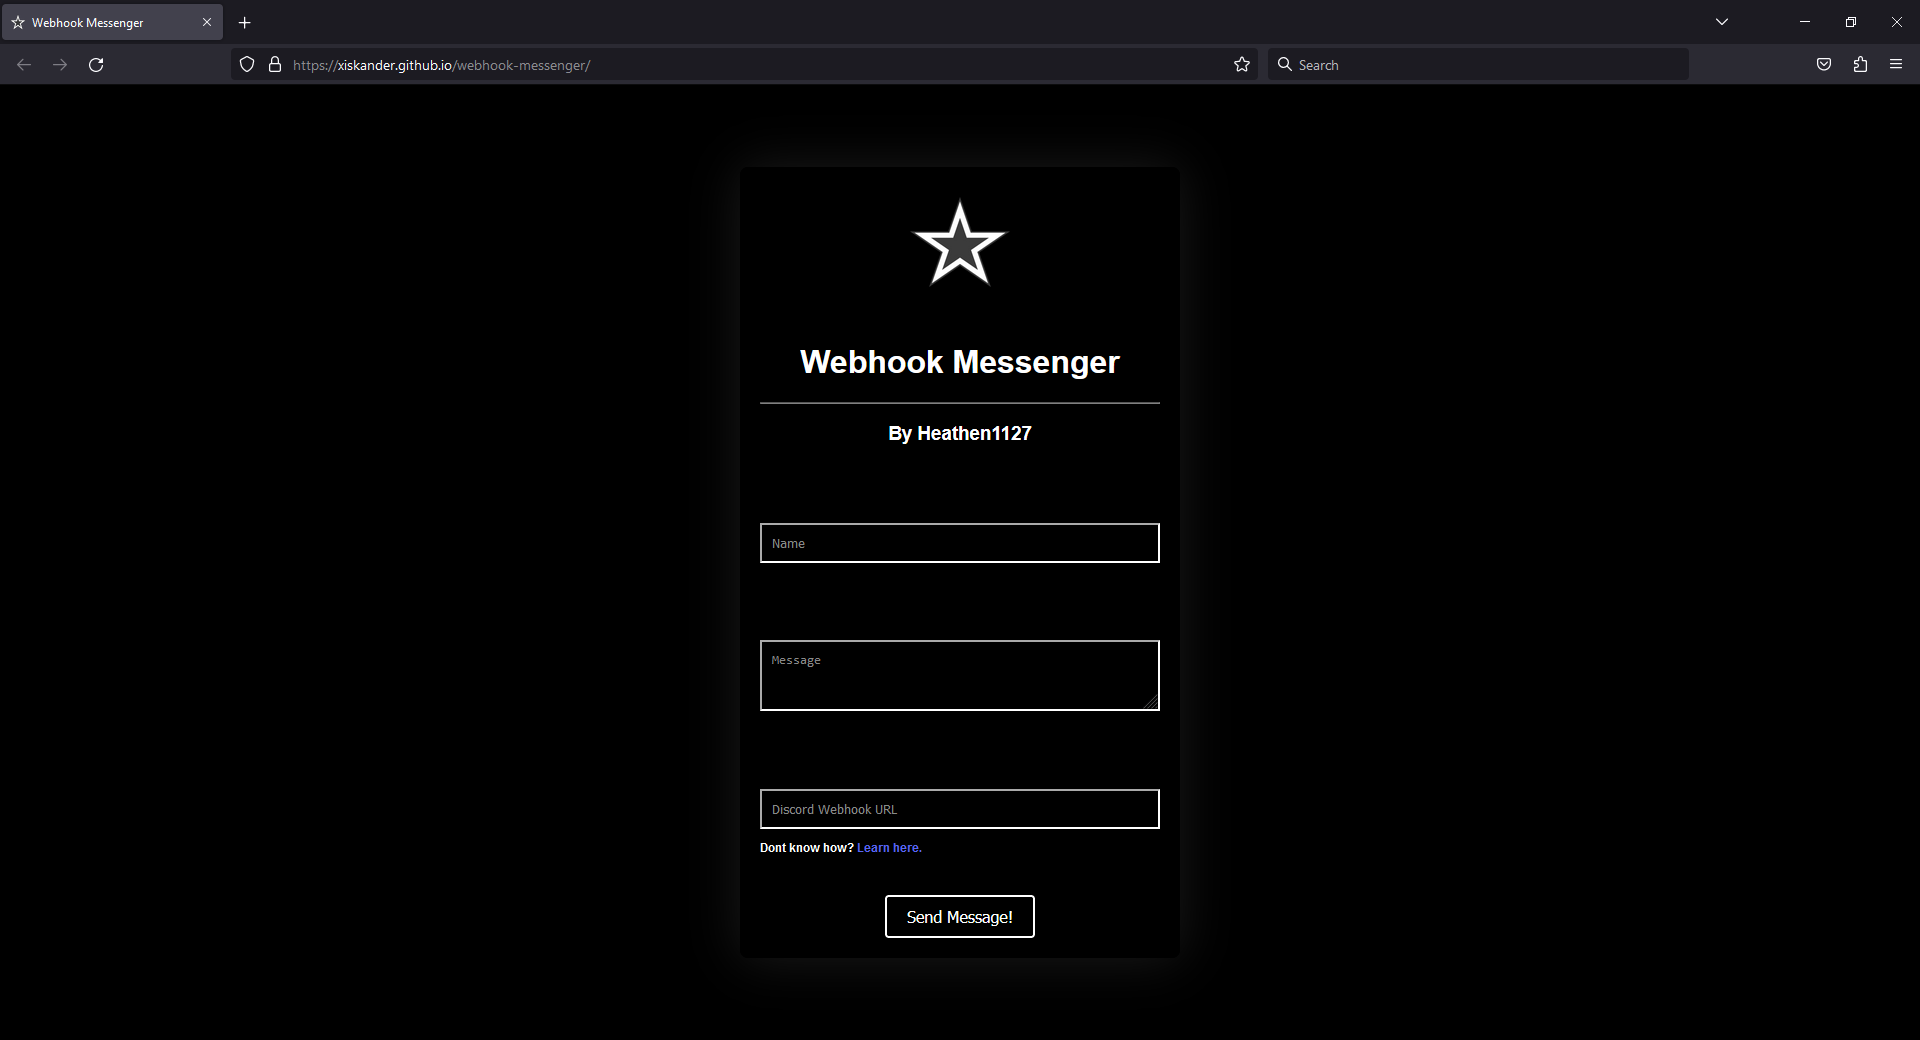 Webhook Messenger
https://xiskander.github.io/webhook-messenger/
Search
Webhook Messenger
By Heathen1127
Name
Message
Discord Webhook URL
Dont know how? Learn here.
Send Message!